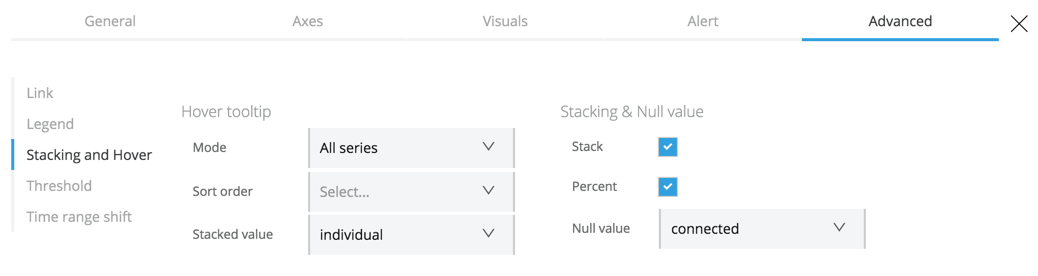 General Axes Visuals Alert Advanced
Link
Legend
Stacking and Hover
Threshold
Time range shift
Hover tooltip
Mode All series
Sort order Select...
Stacked value individual
Stacking & Null value
Stack
Percent
Null value connected